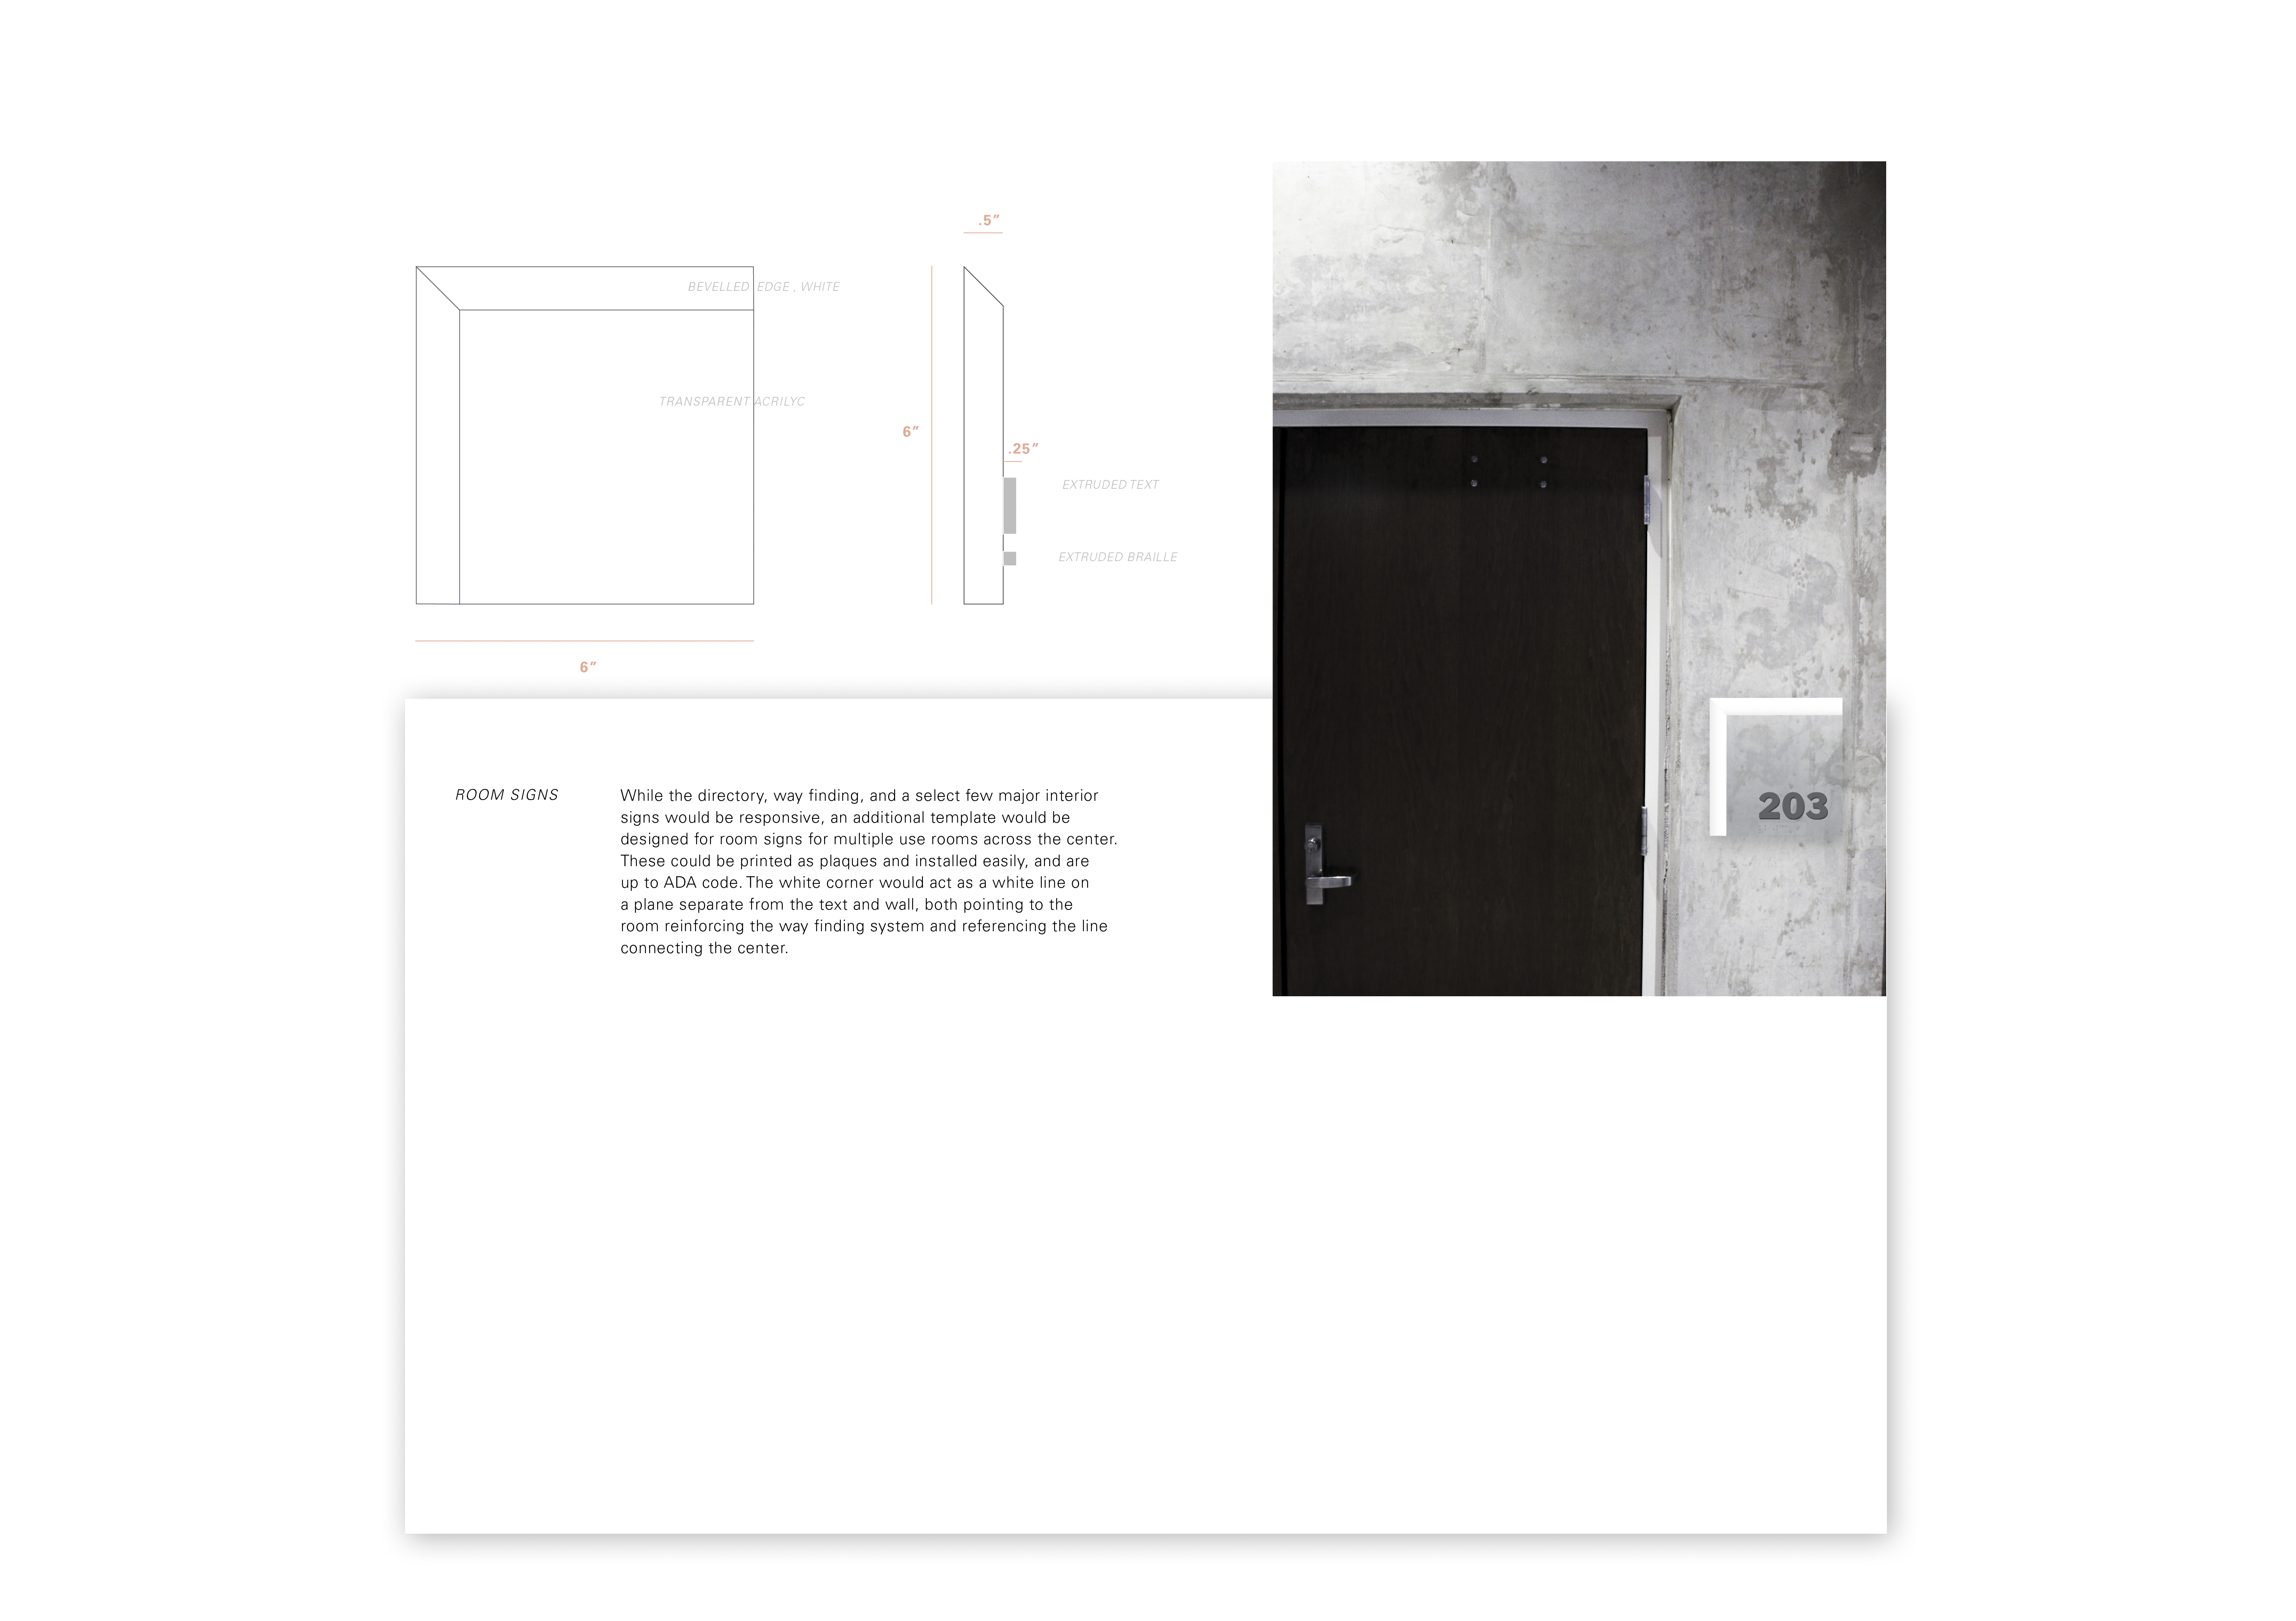 .5″
BEVELLED EDGE , WHITE
TRANSPARENT ACRILYC
6″
.25″
EXTRUDED TEXT
EXTRUDED BRAILLE
6″
203
ROOM SIGNS
While the directory, way finding, and a select few major interior
signs would be responsive, an additional template would be
designed for room signs for multiple use rooms across the center.
These could be printed as plaques and installed easily, and are
up to ADA code. The white corner would act as a white line on
a plane separate from the text and wall, both pointing to the
room reinforcing the way finding system and referencing the line
connecting the center.